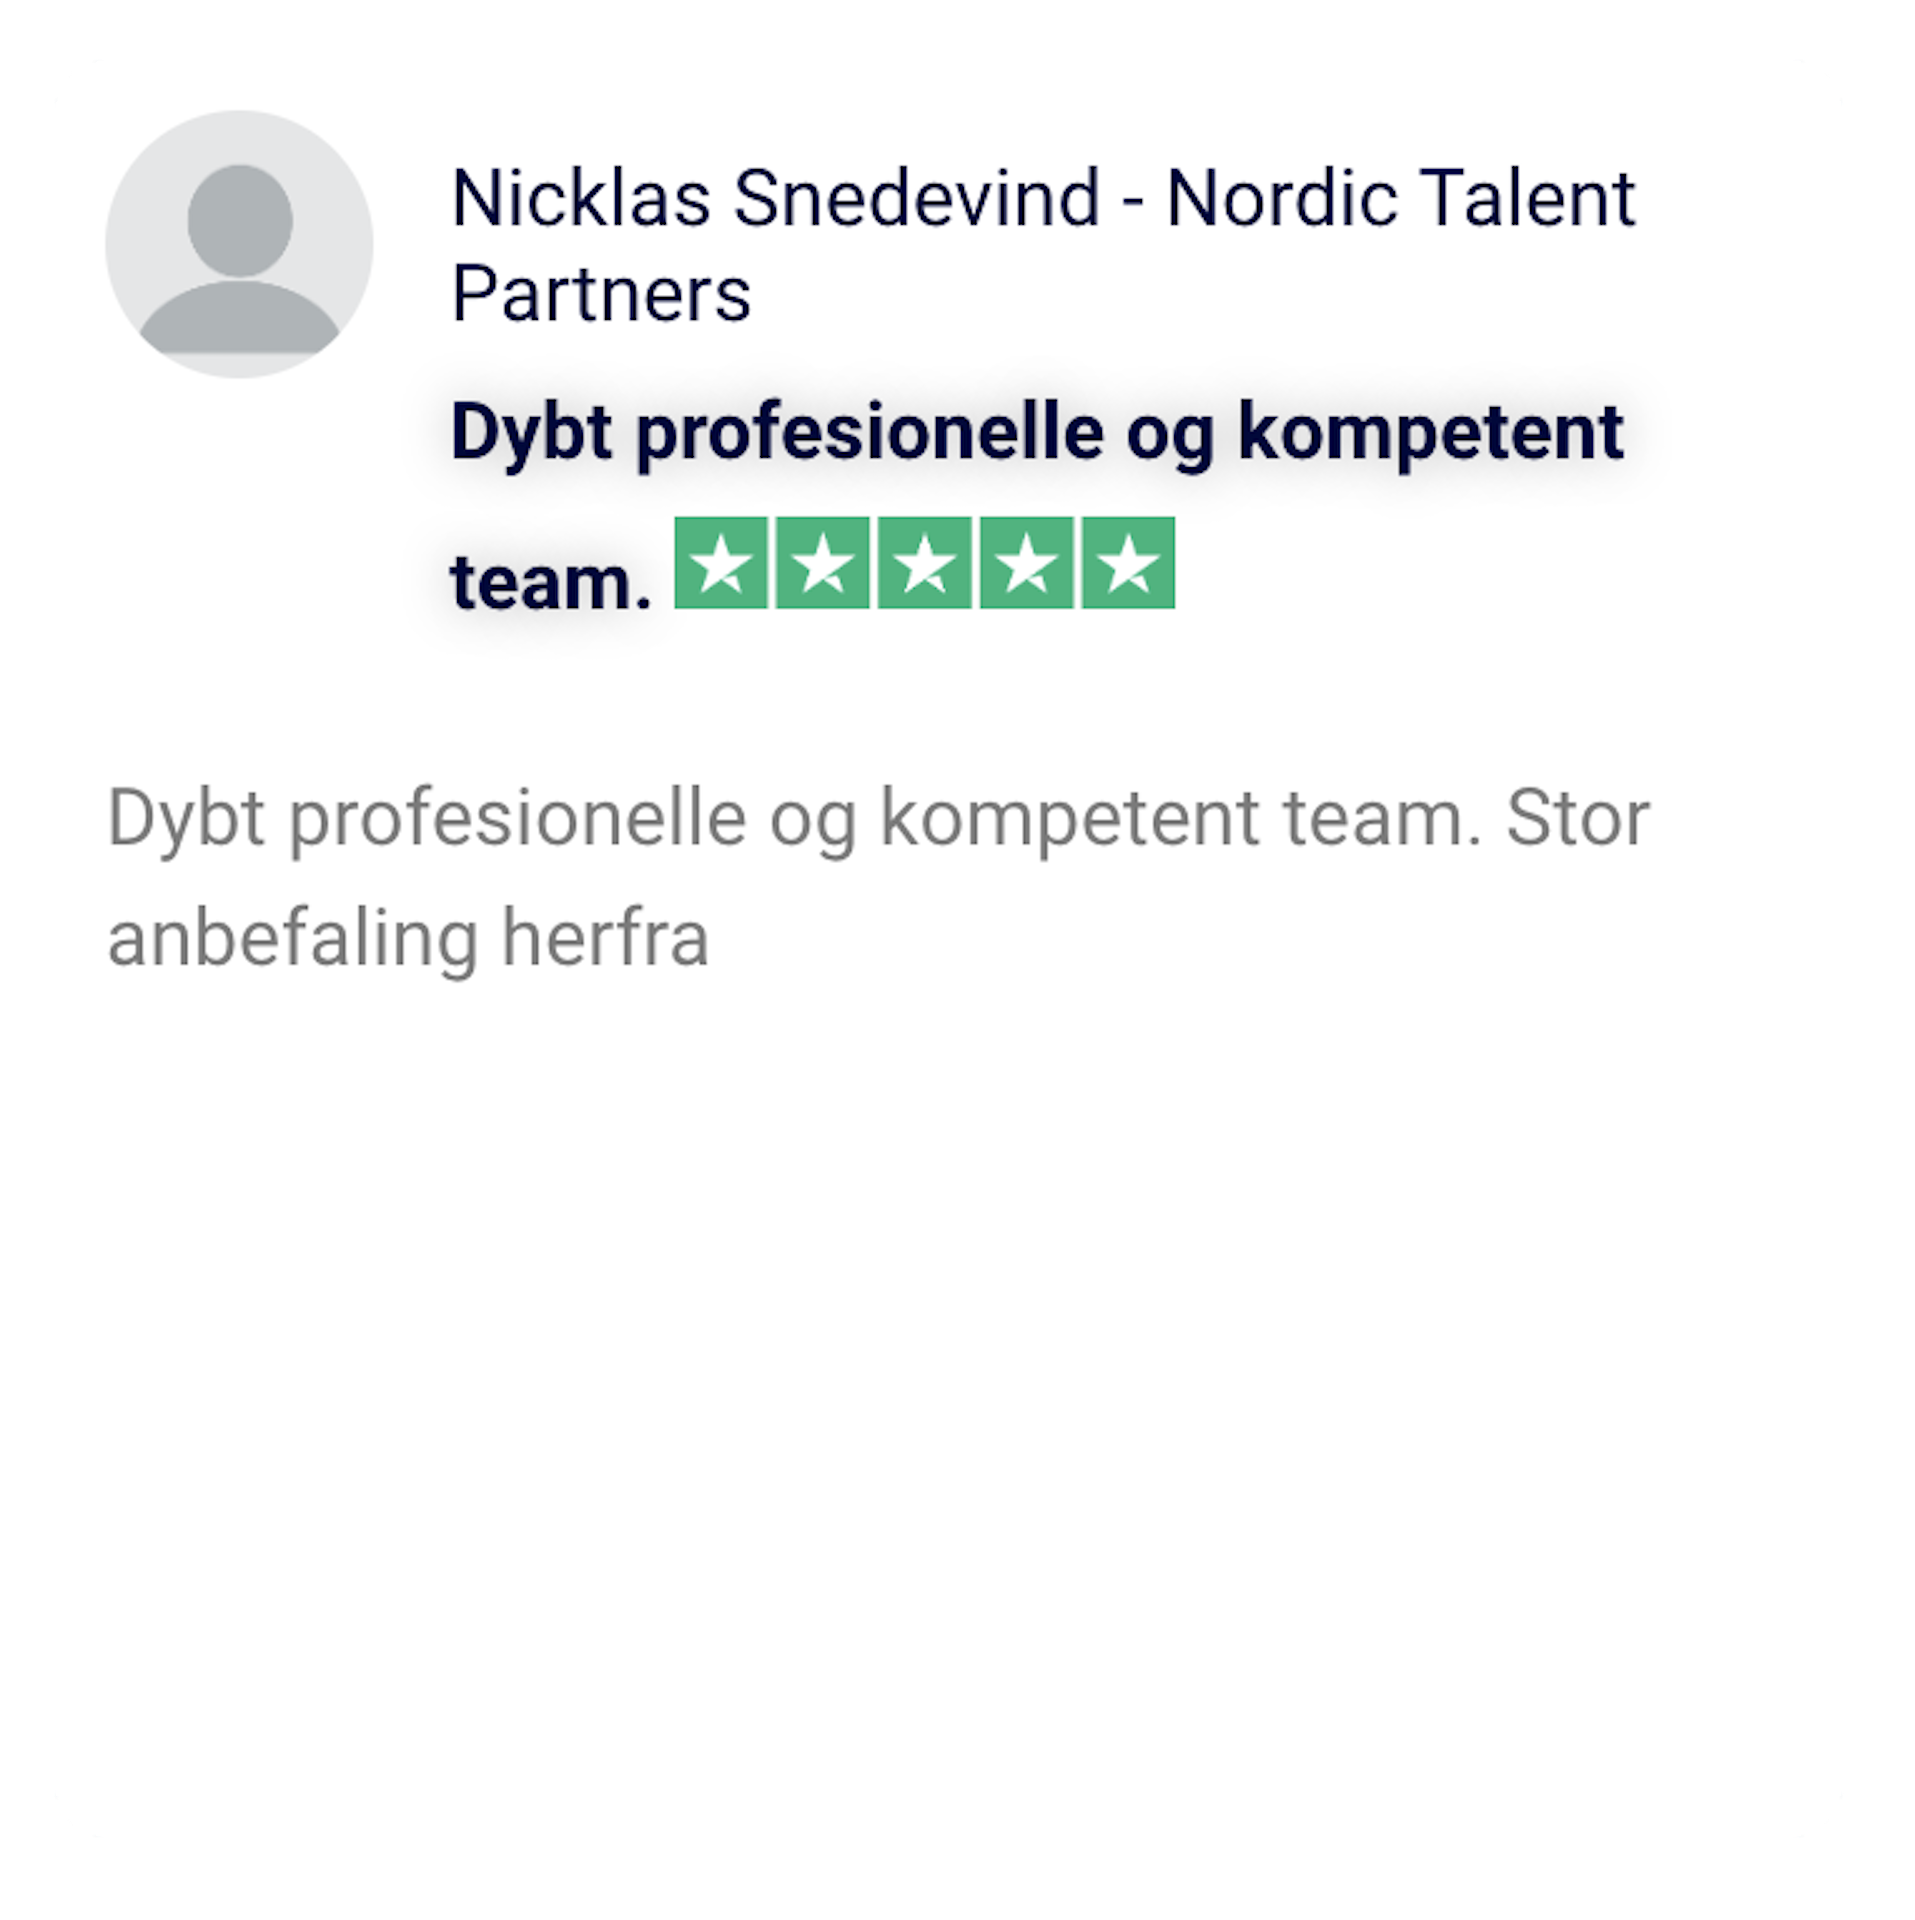 Nicklas Snedevind - Nordic Talent
Partners
Dybt profesionelle og kompetent
team.
Dybt profesionelle og kompetent team. Stor
anbefaling herfra